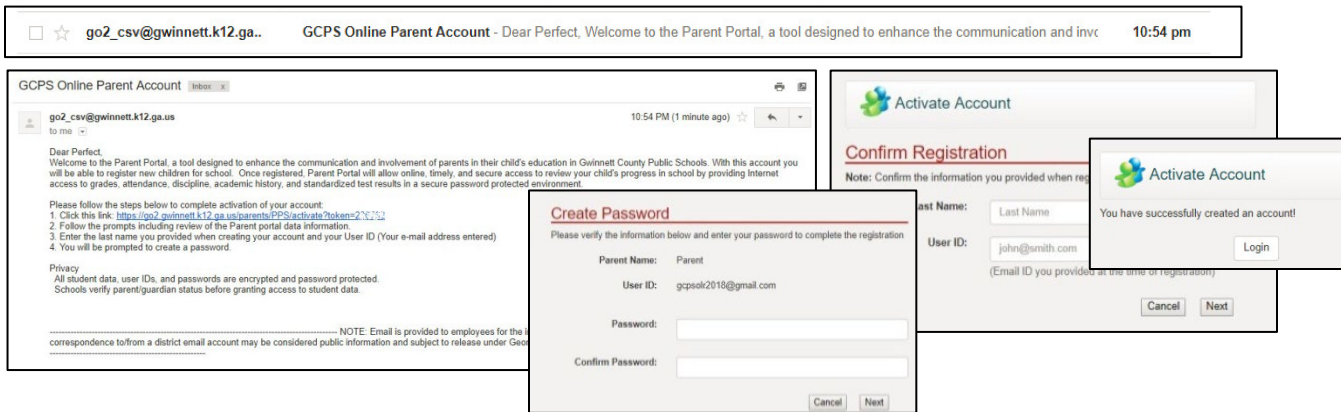 go2_csv@gwinnett.k12.ga.. GCPS Online Parent Account - Dear Perfect, Welcome to the Parent Portal, a tool designed to enhance the communication and invo 10:54 pm
GCPS Online Parent Account Inbox x
go2_csv@gwinnett.k12.ga.us 10:54 PM (1 minute ago)
to me
Dear Perfect,
Welcome to the Parent Portal, a tool designed to enhance the communication and involvement of parents in their child's education in Gwinnett County Public Schools. With this account you
will be able to register new children for school. Once registered, Parent Portal will allow online, timely, and secure access to review your child's progress in school by providing Internet
access to grades, attendance, discipline, academic history, and standardized test results in a secure password protected environment.
Please follow the steps below to complete activation of your account:
1. Click this link: https://go2.gwinnett.k12.ga.us/parents/PPS/activate?token=2
2. Follow the prompts including review of the Parent portal data information.
3. Enter the last name you provided when creating your account and your User ID (Your e-mail address entered)
4. You will be prompted to create a password.
Privacy
All student data, user IDs, and passwords are encrypted and password protected.
Schools verify parent/guardian status before granting access to student data.
NOTE: Email is provided to employees for the
correspondence to/from a district email account may be considered public information and subject to release under Geor
Create Password
Please verify the information below and enter your password to complete the registration
Parent Name: Parent
User ID: gcpsolr2018@gmail.com
Password:
Confirm Password:
Cancel Next
Activate Account
Confirm Registration
Note: Confirm the information you provided when reg
Last Name: Last Name
User ID: john@smith.com
(Email ID you provided at the time of registration)
Cancel Next
Activate Account
You have successfully created an account!
Login